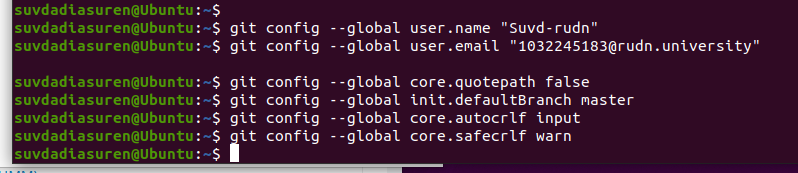 suvdadiasuren@Ubuntu:~$
suvdadiasuren@Ubuntu:~$ git config --global user.name "Suvd-rudn"
suvdadiasuren@Ubuntu:~$ git config --global user.email "1032245183@rudn.university"
suvdadiasuren@Ubuntu:~$ git config --global core.quotepath false
suvdadiasuren@Ubuntu:~$ git config --global init.defaultBranch master
suvdadiasuren@Ubuntu:~$ git config --global core.autocrlf input
suvdadiasuren@Ubuntu:~$ git config --global core.safecrlf warn
suvdadiasuren@Ubuntu:~$